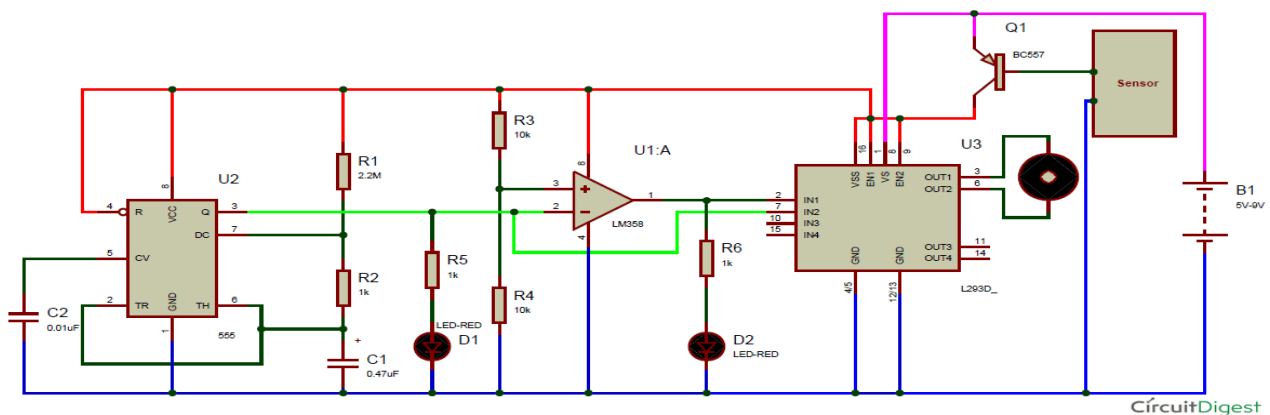 Q1
BC557
Sensor
R3
10k
R1
2.2M
U1:A
U3
U2
8
VCC
4
R
Q
3
DC
7
5
CV
2
TR
GND
1
TH
6
555
R2
1k
C2
0.01uF
+
C1
0.47uF
R5
1k
LED-RED
D1
R4
10k
3
2
8
4
1
+
−
LM358
R6
1k
D2
LED-RED
16
1
8
9
VSS
EN1
VS
EN2
2
IN1
7
IN2
10
IN3
15
IN4
OUT1
3
OUT2
6
OUT3
11
OUT4
14
GND
GND
4/5
12/13
L293D_
B1
5V-9V
CírcuitDigest